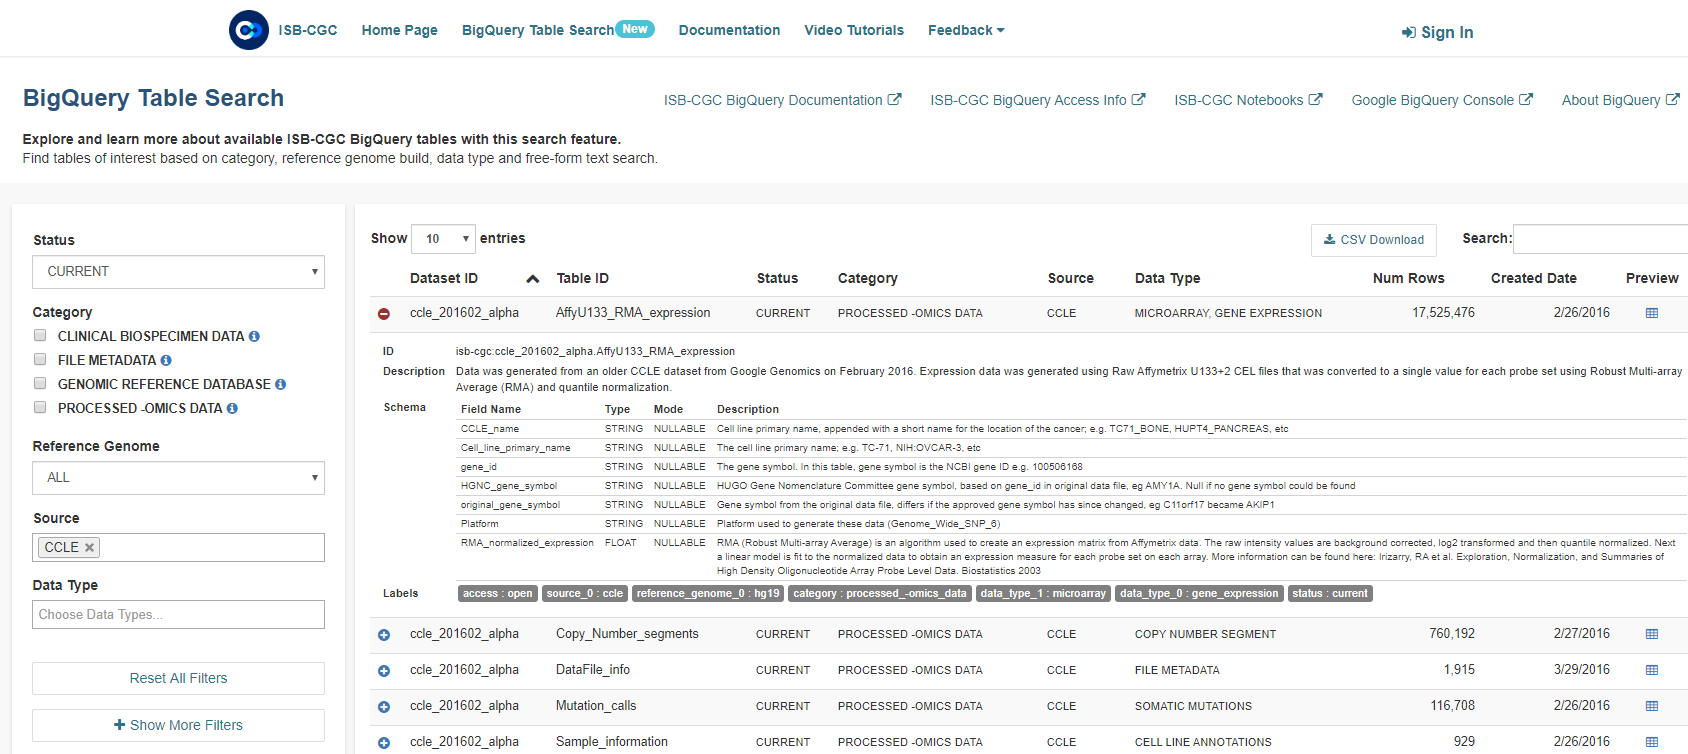 ISB-CGC Home Page BigQuery Table Search New Documentation Video Tutorials Feedback Sign In
BigQuery Table Search
ISB-CGC BigQuery Documentation ISB-CGC BigQuery Access Info ISB-CGC Notebooks Google BigQuery Console About BigQuery
Explore and learn more about available ISB-CGC BigQuery tables with this search feature.
Find tables of interest based on category, reference genome build, data type and free-form text search.
Status
CURRENT
Category
CLINICAL BIOSPECIMEN DATA
FILE METADATA
GENOMIC REFERENCE DATABASE
PROCESSED -OMICS DATA
Reference Genome
ALL
Source
CCLE
Data Type
Choose Data Types...
Reset All Filters
Show More Filters
Show 10 entries CSV Download Search:
Dataset ID Table ID Status Category Source Data Type Num Rows Created Date Preview
ccle_201602_alpha AffyU133_RMA_expression CURRENT PROCESSED -OMICS DATA CCLE MICROARRAY, GENE EXPRESSION 17,525,476 2/26/2016
ID isb-cgc:ccle_201602_alpha.AffyU133_RMA_expression
Description Data was generated from an older CCLE dataset from Google Genomics on February 2016. Expression data was generated using Raw Affymetrix U133+2 CEL files that was converted to a single value for each probe set using Robust Multi-array
Average (RMA) and quantile normalization.
Schema Field Name Type Mode Description
CCLE_name STRING NULLABLE Cell line primary name, appended with a short name for the location of the cancer; e.g. TC71_BONE, HUPT4_PANCREAS, etc
Cell_line_primary_name STRING NULLABLE The cell line primary name; e.g. TC-71, NIH:OVCAR-3, etc
gene_id STRING NULLABLE The gene symbol. In this table, gene symbol is the NCBI gene ID e.g. 100506168
HGNC_gene_symbol STRING NULLABLE HUGO Gene Nomenclature Committee gene symbol, based on gene_id in original data file, eg AMY1A. Null if no gene symbol could be found
original_gene_symbol STRING NULLABLE Gene symbol from the original data file, differs if the approved gene symbol has since changed, eg C11orf17 became AKIP1
Platform STRING NULLABLE Platform used to generate these data (Genome_Wide_SNP_6)
RMA_normalized_expression FLOAT NULLABLE RMA (Robust Multi-array Average) is an algorithm used to create an expression matrix from Affymetrix data. The raw intensity values are background corrected, log2 transformed and then quantile normalized. Next
a linear model is fit to the normalized data to obtain an expression measure for each probe set on each array. More information can be found here: Irizarry, RA et al. Exploration, Normalization, and Summaries of
High Density Oligonucleotide Array Probe Level Data. Biostatistics 2003
Labels access : open source_0 : ccle reference_genome_0 : hg19 category : processed_-omics_data data_type_1 : microarray data_type_0 : gene_expression status : current
ccle_201602_alpha Copy_Number_segments CURRENT PROCESSED -OMICS DATA CCLE COPY NUMBER SEGMENT 760,192 2/27/2016
ccle_201602_alpha DataFile_info CURRENT PROCESSED -OMICS DATA CCLE FILE METADATA 1,915 3/29/2016
ccle_201602_alpha Mutation_calls CURRENT PROCESSED -OMICS DATA CCLE SOMATIC MUTATIONS 116,708 2/26/2016
ccle_201602_alpha Sample_information CURRENT PROCESSED -OMICS DATA CCLE CELL LINE ANNOTATIONS 929 2/26/2016